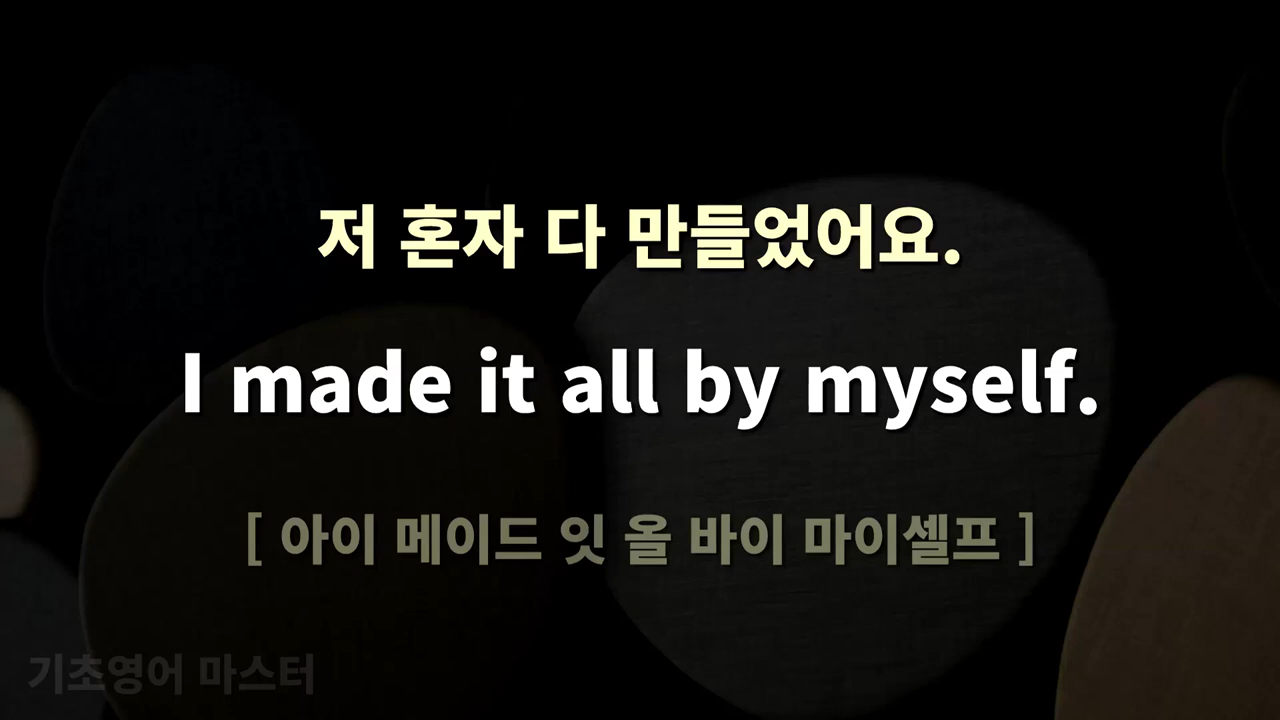 저 혼자 다 만들었어요.
I made it all by myself.
[ 아이 메이드 잇 올 바이 마이셀프 ]
기초영어 마스터